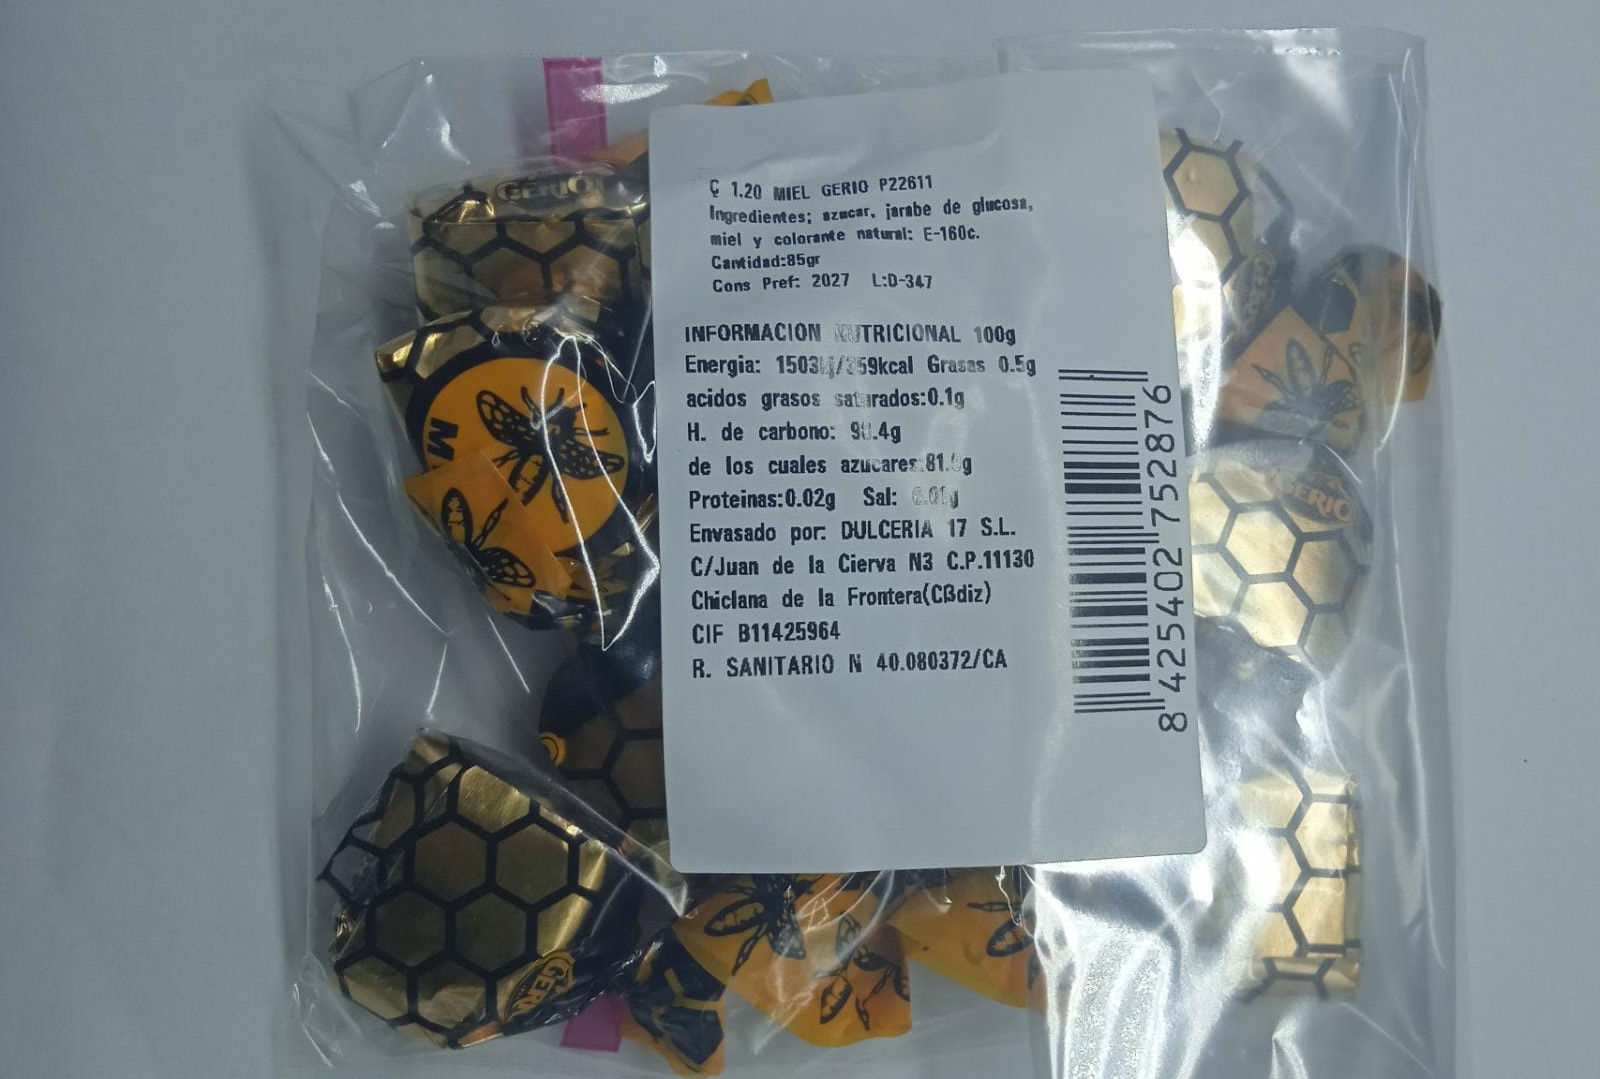 Ç 1.20 MIEL GERIO P22611
Ingredientes; azucar, jarabe de glucosa,
miel y colorante natural: E-160c.
Cantidad:85gr
Cons Pref: 2027 L:D-347
INFORMACION NUTRICIONAL 100g
Energia: Grasas 0.5g
acidos grasos saturados:0.1g
H. de carbono:
de los cuales azucares:
Proteinas:0.02g Sal:
Envasado por: DULCERIA 17 S.L.
C/Juan de la Cierva N3 C.P.11130
Chiclana de la Frontera(Cßdiz)
CIF B11425964
R. SANITARIO N 40.080372/CA
8 425402 752876
GERIO
M
GERIO
GERIO